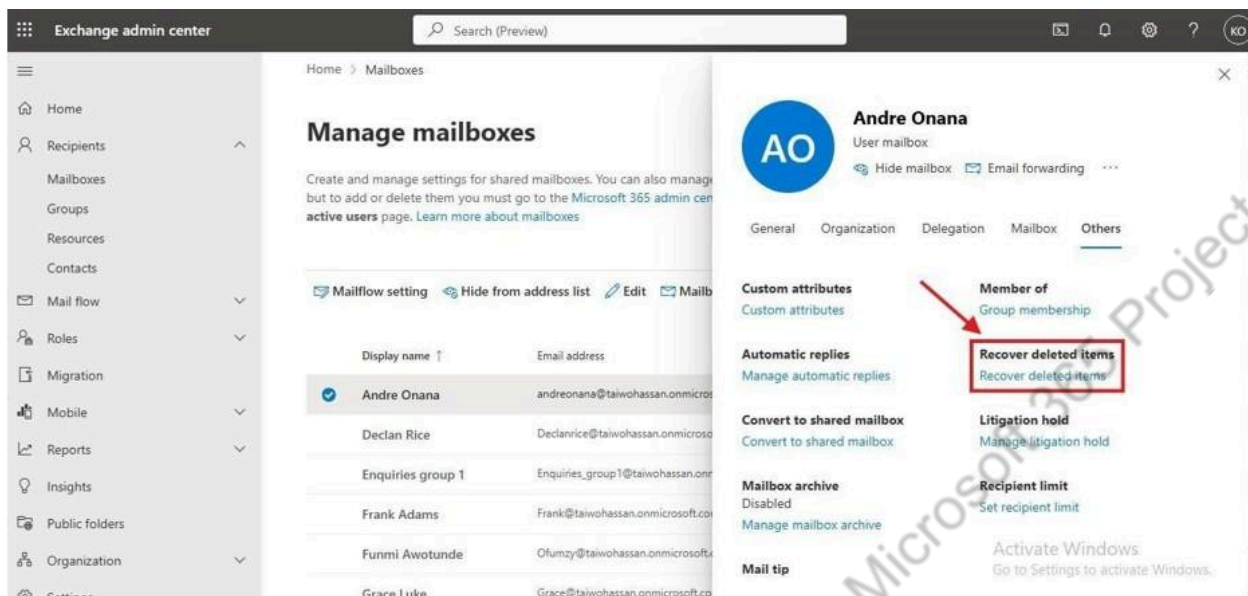 Exchange admin center
Search (Preview)
KO
Home > Mailboxes
Home
Recipients
Mailboxes
Groups
Resources
Contacts
Mail flow
Roles
Migration
Mobile
Reports
Insights
Public folders
Organization
Settings
Manage mailboxes
Create and manage settings for shared mailboxes. You can also manage
but to add or delete them you must go to the Microsoft 365 admin cen
active users page. Learn more about mailboxes
Mailflow setting Hide from address list Edit Mailb
Display name ↑ Email address
Andre Onana andreonana@taiwohassan.onmicros
Declan Rice Declanrice@taiwohassan.onmicroso
Enquiries group 1 Enquiries_group1@taiwohassan.onm
Frank Adams Frank@taiwohassan.onmicrosoft.co
Funmi Awotunde Ofumzy@taiwohassan.onmicrosoft.c
Grace Luke Grace@taiwohassan.onmicrosoft.co
AO
Andre Onana
User mailbox
Hide mailbox Email forwarding ...
General Organization Delegation Mailbox Others
Custom attributes
Custom attributes
Member of
Group membership
Automatic replies
Manage automatic replies
Recover deleted items
Recover deleted items
Convert to shared mailbox
Convert to shared mailbox
Litigation hold
Manage litigation hold
Mailbox archive
Disabled
Manage mailbox archive
Recipient limit
Set recipient limit
Mail tip
Activate Windows
Go to Settings to activate Windows.
Microsoft 365 Project